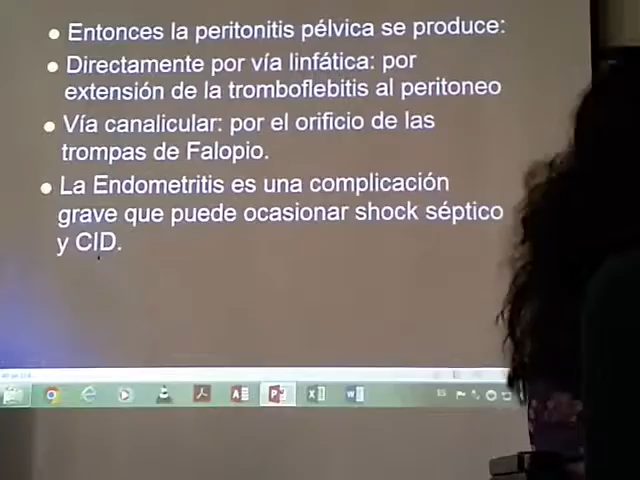 Entonces la peritonitis pélvica se produce:
Directamente por vía linfática: por
extensión de la tromboflebitis al peritoneo
Vía canalicular: por el orificio de las
trompas de Falopio.
La Endometritis es una complicación
grave que puede ocasionar shock séptico
y CID.